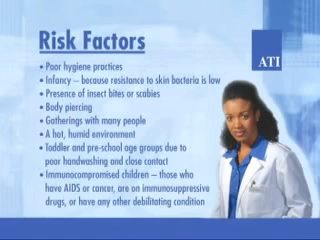 Risk Factors
ATI
• Poor hygiene practices
• Infancy – because resistance to skin bacteria is low
• Presence of insect bites or scabies
• Body piercing
• Gatherings with many people
• A hot, humid environment
• Toddler and pre-school age groups due to
poor handwashing and close contact
• Immunocompromised children – those who
have AIDS or cancer, are on immunosuppressive
drugs, or have any other debilitating condition